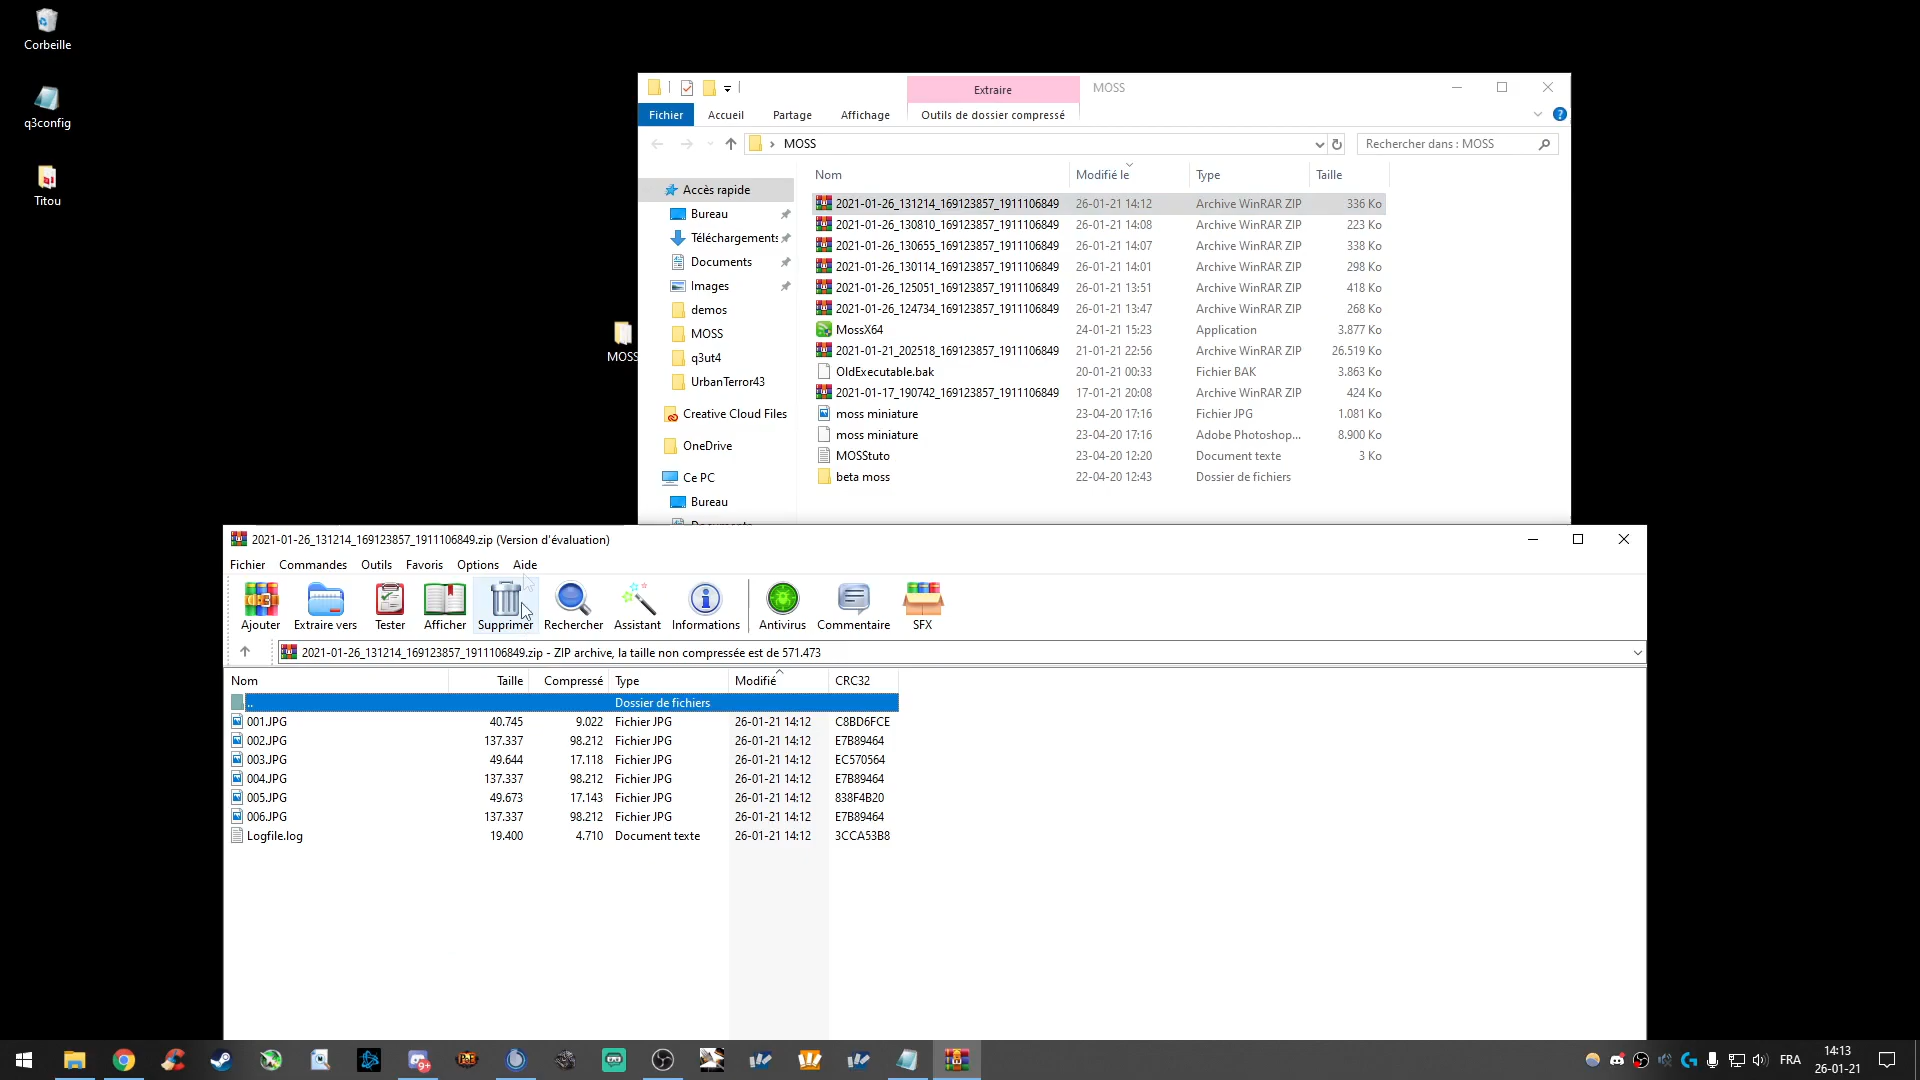 Corbeille
q3config
Titou
MOSS
Extraire
MOSS
Fichier
Accueil
Partage
Affichage
Outils de dossier compressé
MOSS
Rechercher dans : MOSS
Nom Modifié le Type Taille
Accès rapide
Bureau
Téléchargements
Documents
Images
demos
MOSS
q3ut4
UrbanTerror43
Creative Cloud Files
OneDrive
Ce PC
Bureau
Documents
2021-01-26_131214_169123857_1911106849 26-01-21 14:12 Archive WinRAR ZIP 336 Ko
2021-01-26_130810_169123857_1911106849 26-01-21 14:08 Archive WinRAR ZIP 223 Ko
2021-01-26_130655_169123857_1911106849 26-01-21 14:07 Archive WinRAR ZIP 338 Ko
2021-01-26_130114_169123857_1911106849 26-01-21 14:01 Archive WinRAR ZIP 298 Ko
2021-01-26_125051_169123857_1911106849 26-01-21 13:51 Archive WinRAR ZIP 418 Ko
2021-01-26_124734_169123857_1911106849 26-01-21 13:47 Archive WinRAR ZIP 268 Ko
MossX64 24-01-21 15:23 Application 3.877 Ko
2021-01-21_202518_169123857_1911106849 21-01-21 22:56 Archive WinRAR ZIP 26.519 Ko
OldExecutable.bak 20-01-21 00:33 Fichier BAK 3.863 Ko
2021-01-17_190742_169123857_1911106849 17-01-21 20:08 Archive WinRAR ZIP 424 Ko
moss miniature 23-04-20 17:16 Fichier JPG 1.081 Ko
moss miniature 23-04-20 17:16 Adobe Photoshop... 8.900 Ko
MOSStuto 23-04-20 12:20 Document texte 3 Ko
beta moss 22-04-20 12:43 Dossier de fichiers
2021-01-26_131214_169123857_1911106849.zip (Version d'évaluation)
Fichier Commandes Outils Favoris Options Aide
Ajouter Extraire vers Tester Afficher Supprimer Rechercher Assistant Informations Antivirus Commentaire SFX
2021-01-26_131214_169123857_1911106849.zip - ZIP archive, la taille non compressée est de 571.473
Nom Taille Compressé Type Modifié CRC32
.. Dossier de fichiers
001.JPG 40.745 9.022 Fichier JPG 26-01-21 14:12 C8BD6FCE
002.JPG 137.337 98.212 Fichier JPG 26-01-21 14:12 E7B89464
003.JPG 49.644 17.118 Fichier JPG 26-01-21 14:12 EC570564
004.JPG 137.337 98.212 Fichier JPG 26-01-21 14:12 E7B89464
005.JPG 49.673 17.143 Fichier JPG 26-01-21 14:12 838F4B20
006.JPG 137.337 98.212 Fichier JPG 26-01-21 14:12 E7B89464
Logfile.log 19.400 4.710 Document texte 26-01-21 14:12 3CCA53B8
9+
FRA
14:13
26-01-21